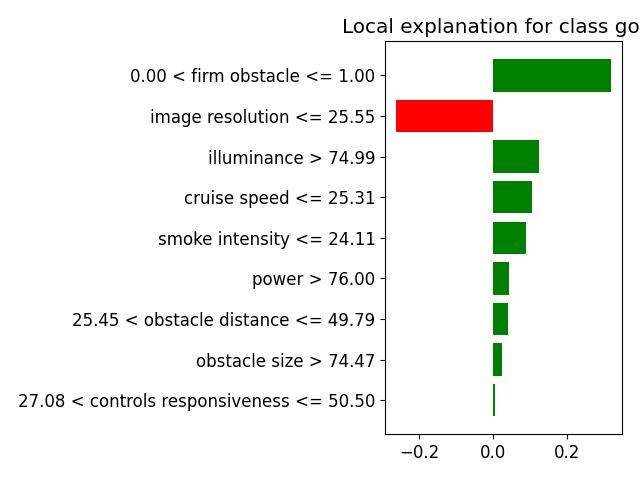 Local explanation for class go
0.00 < firm obstacle <= 1.00
image resolution <= 25.55
illuminance > 74.99
cruise speed <= 25.31
smoke intensity <= 24.11
power > 76.00
25.45 < obstacle distance <= 49.79
obstacle size > 74.47
27.08 < controls responsiveness <= 50.50
−0.2 0.0 0.2